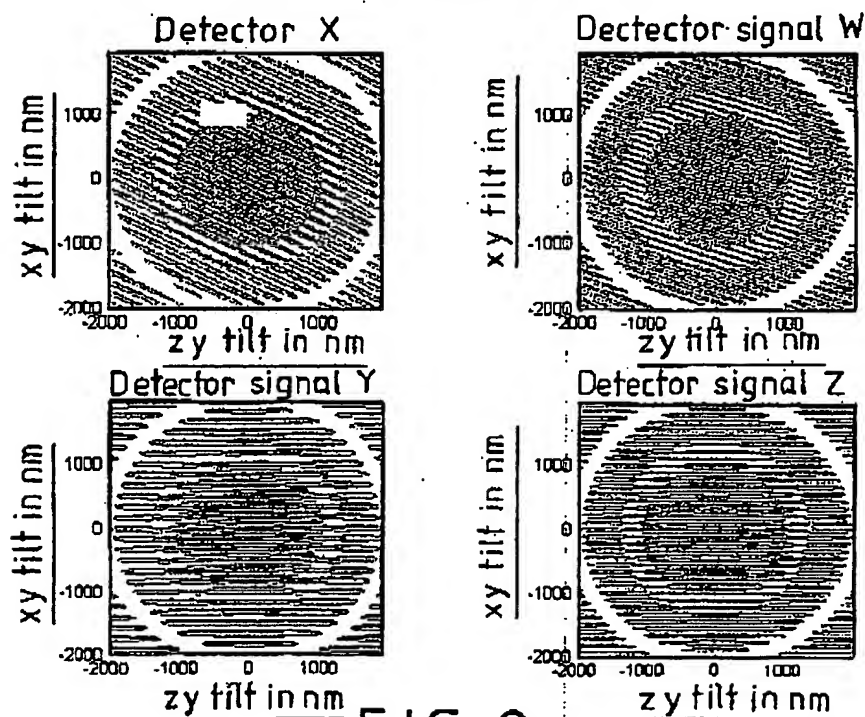 Detector X
Dectector signal W
xy tilt in nm
1000
0
-1000
-2000
-2000 -1000 0 1000
zy tilt in nm
xy tilt in nm
1000
0
-1000
-2000
-2000 -1000 0 1000
zy tilt in nm
Detector signal Y
Detector signal Z
xy tilt in nm
1000
0
-1000
-2000
-2000 -1000 0 1000
zy tilt in nm
xy tilt in nm
1000
0
-1000
-2000
-2000 -1000 0 1000
zy tilt in nm